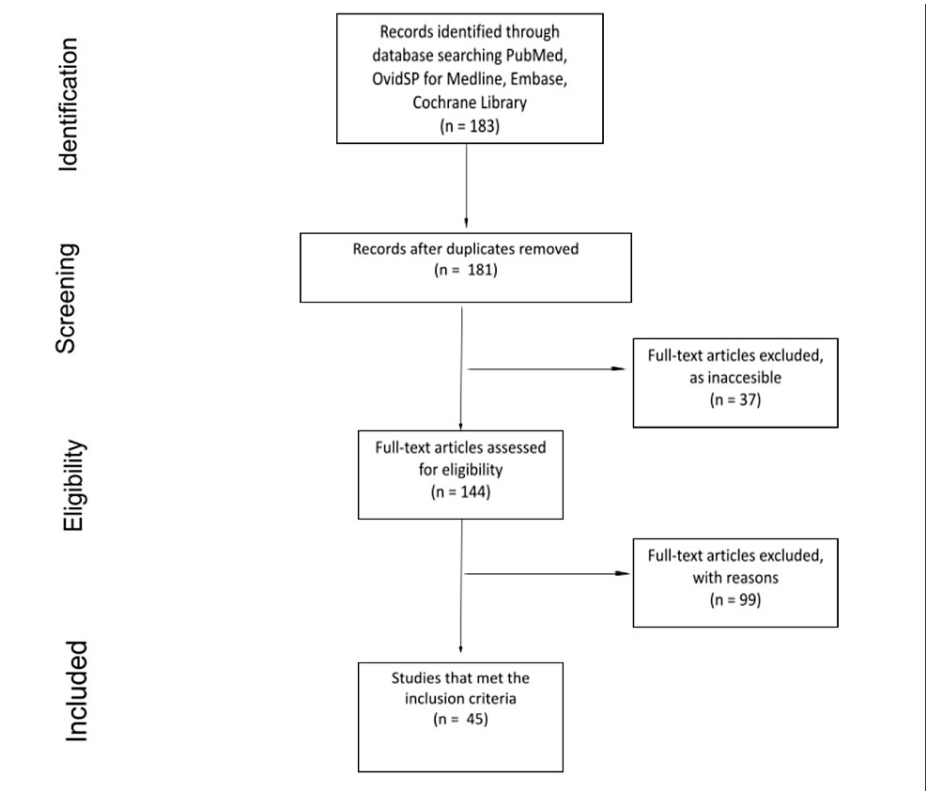 Identification
Records identified through
database searching PubMed,
OvidSP for Medline, Embase,
Cochrane Library
(n = 183)
Screening
Records after duplicates removed
(n = 181)
Full-text articles excluded,
as inaccesible
(n = 37)
Eligibility
Full-text articles assessed
for eligibility
(n = 144)
Full-text articles excluded,
with reasons
(n = 99)
Included
Studies that met the
inclusion criteria
(n = 45)